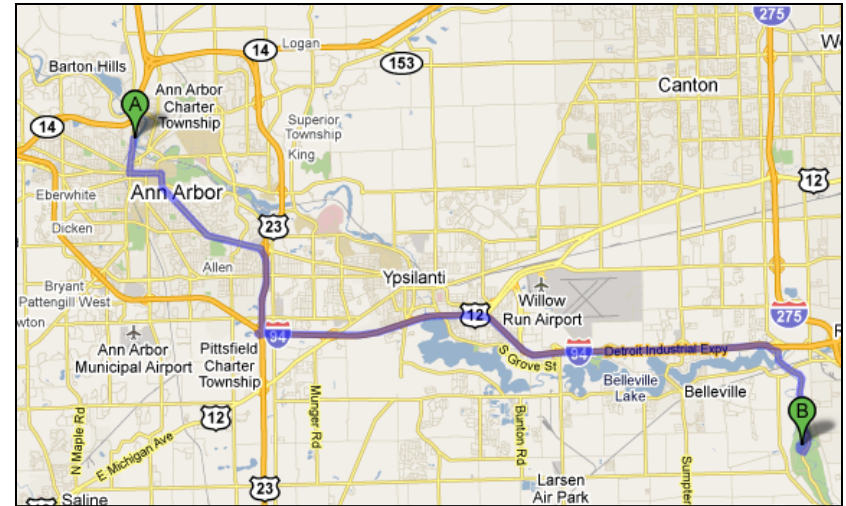 275
Logan
14
W
153
Barton Hills
Canton
Ann Arbor
Charter
Township
A
14
Superior
Township
King
12
Eberwhite
Ann Arbor
23
Dicken
Allen
Ypsilanti
Bryant
Pattengill West
Willow
Run Airport
12
275
wton
94
R
Ann Arbor
Municipal Airport
Pittsfield
Charter
Township
S Grove St
94
Detroit Industrial Expy
Belleville
Lake
Belleville
N Maple Rd
12
Munger Rd
Bunton Rd
B
E Michigan Ave
23
Larsen
Air Park
Sumpter
Saline